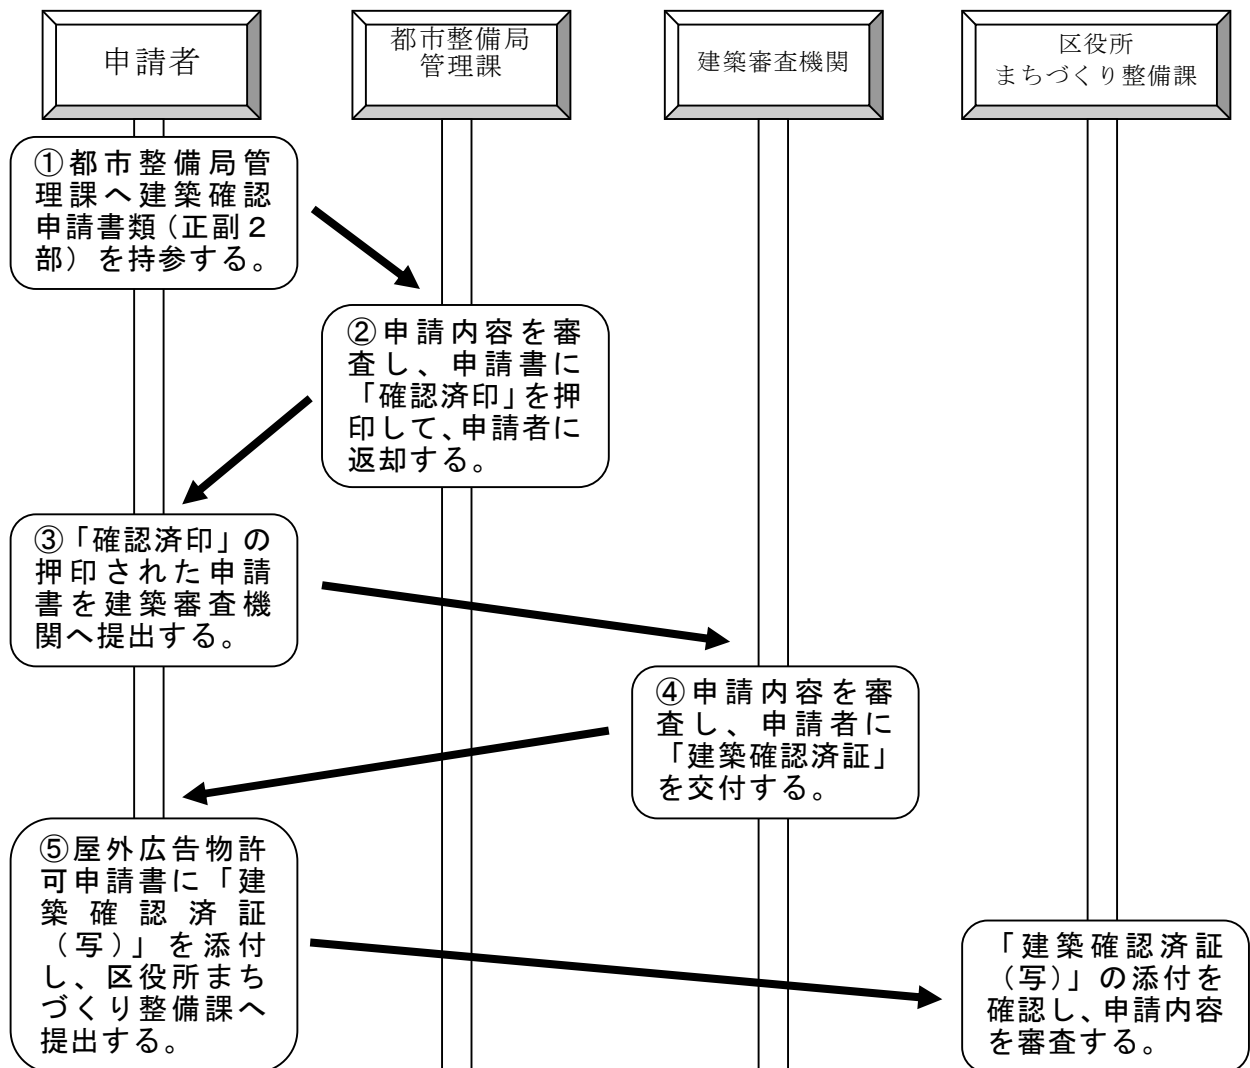 申請者
都市整備局
管理課
建築審査機関
区役所
まちづくり整備課
①都市整備局管
理課へ建築確認
申請書類（正副２
部）を持参する。
②申請内容を審
査し、申請書に
「確認済印」を押
印して、申請者に
返却する。
③「確認済印」の
押印された申請
書を建築審査機
関へ提出する。
④申請内容を審
査し、申請者に
「建築確認済証」
を交付する。
⑤屋外広告物許
可申請書に「建
築確認済証
（写）」を添付
し、区役所まち
づくり整備課へ
提出する。
「建築確認済証
（写）」の添付を
確認し、申請内容
を審査する。